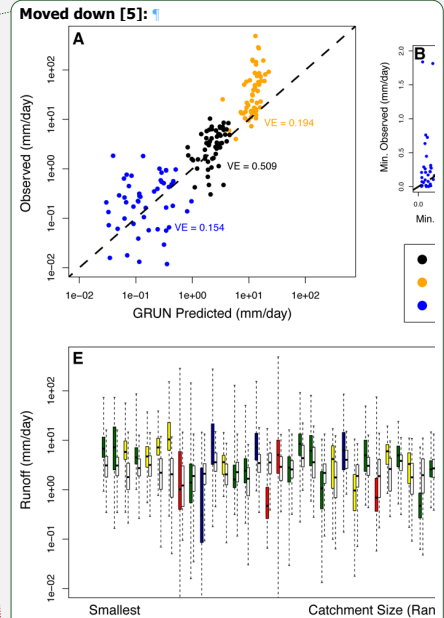 Moved down [5]: ¶
A
Observed (mm/day)
1e+02
1e+01
1e+00
1e-01
1e-02
VE = 0.194
VE = 0.509
VE = 0.154
1e-02 1e-01 1e+00 1e+01 1e+02
GRUN Predicted (mm/day)
B
Min. Observed (mm/day)
2.0
1.5
1.0
0.5
0.0
0.0
Min.
E
Runoff (mm/day)
1e+02
1e+01
1e+00
1e-01
1e-02
Smallest
Catchment Size (Ran